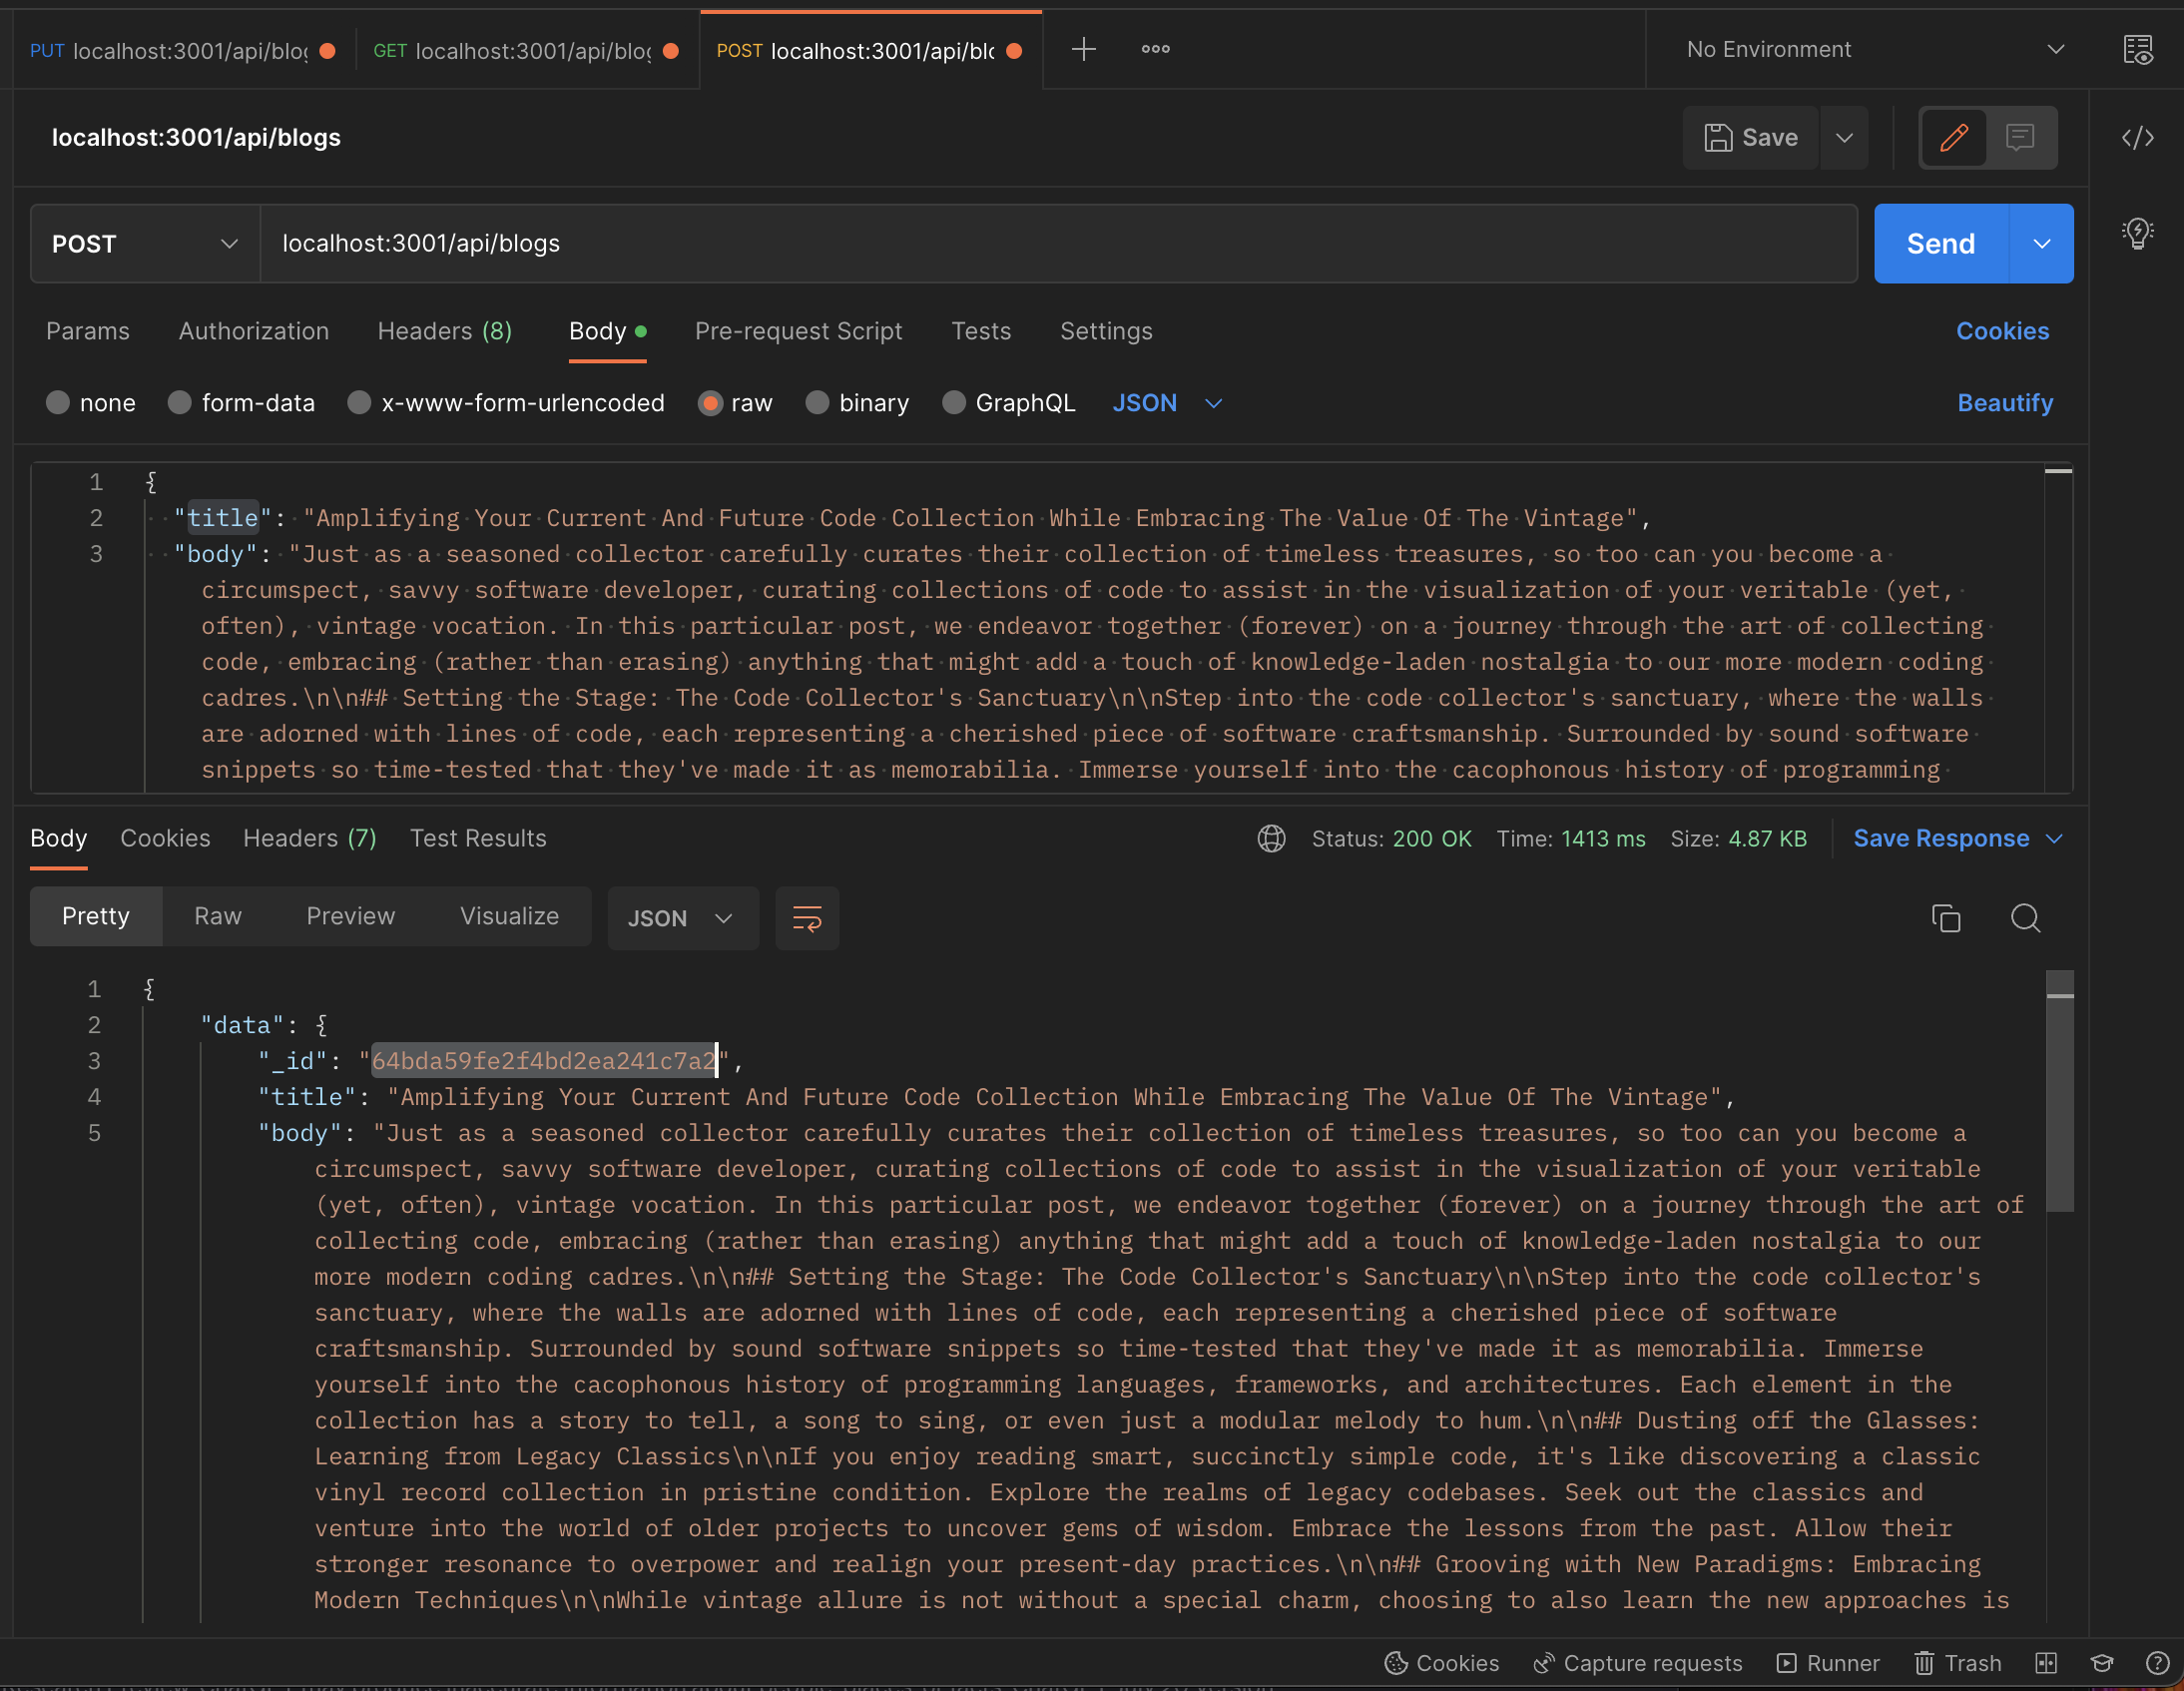 PUT localhost:3001/api/blog
GET localhost:3001/api/blog
POST localhost:3001/api/blo
No Environment
localhost:3001/api/blogs
Save
POST
localhost:3001/api/blogs
Send
Params Authorization Headers (8) Body Pre-request Script Tests Settings Cookies
none form-data x-www-form-urlencoded raw binary GraphQL JSON Beautify
1 {
2 "title": "Amplifying Your Current And Future Code Collection While Embracing The Value Of The Vintage",
3 "body": "Just as a seasoned collector carefully curates their collection of timeless treasures, so too can you become a
circumspect, savvy software developer, curating collections of code to assist in the visualization of your veritable (yet,
often), vintage vocation. In this particular post, we endeavor together (forever) on a journey through the art of collecting
code, embracing (rather than erasing) anything that might add a touch of knowledge-laden nostalgia to our more modern coding
cadres.\n\n## Setting the Stage: The Code Collector's Sanctuary\n\nStep into the code collector's sanctuary, where the walls
are adorned with lines of code, each representing a cherished piece of software craftsmanship. Surrounded by sound software
snippets so time-tested that they've made it as memorabilia. Immerse yourself into the cacophonous history of programming
Body Cookies Headers (7) Test Results Status: 200 OK Time: 1413 ms Size: 4.87 KB Save Response
Pretty Raw Preview Visualize JSON
1 {
2 "data": {
3 "_id": "64bda59fe2f4bd2ea241c7a2",
4 "title": "Amplifying Your Current And Future Code Collection While Embracing The Value Of The Vintage",
5 "body": "Just as a seasoned collector carefully curates their collection of timeless treasures, so too can you become a
circumspect, savvy software developer, curating collections of code to assist in the visualization of your veritable
(yet, often), vintage vocation. In this particular post, we endeavor together (forever) on a journey through the art of
collecting code, embracing (rather than erasing) anything that might add a touch of knowledge-laden nostalgia to our
more modern coding cadres.\n\n## Setting the Stage: The Code Collector's Sanctuary\n\nStep into the code collector's
sanctuary, where the walls are adorned with lines of code, each representing a cherished piece of software
craftsmanship. Surrounded by sound software snippets so time-tested that they've made it as memorabilia. Immerse
yourself into the cacophonous history of programming languages, frameworks, and architectures. Each element in the
collection has a story to tell, a song to sing, or even just a modular melody to hum.\n\n## Dusting off the Glasses:
Learning from Legacy Classics\n\nIf you enjoy reading smart, succinctly simple code, it's like discovering a classic
vinyl record collection in pristine condition. Explore the realms of legacy codebases. Seek out the classics and
venture into the world of older projects to uncover gems of wisdom. Embrace the lessons from the past. Allow their
stronger resonance to overpower and realign your present-day practices.\n\n## Grooving with New Paradigms: Embracing
Modern Techniques\n\nWhile vintage allure is not without a special charm, choosing to also learn the new approaches is
Cookies Capture requests Runner Trash